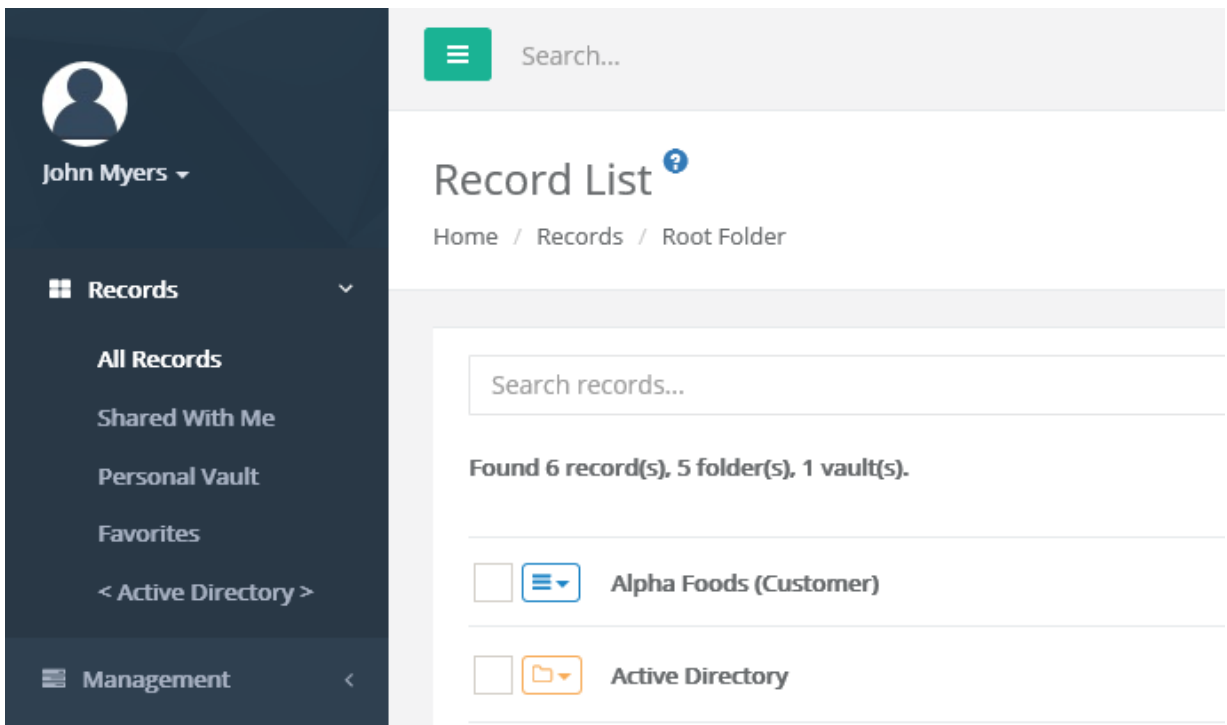 John Myers
Records
All Records
Shared With Me
Personal Vault
Favorites
< Active Directory >
Management
Search...
Record List ?
Home / Records / Root Folder
Search records...
Found 6 record(s), 5 folder(s), 1 vault(s).
Alpha Foods (Customer)
Active Directory